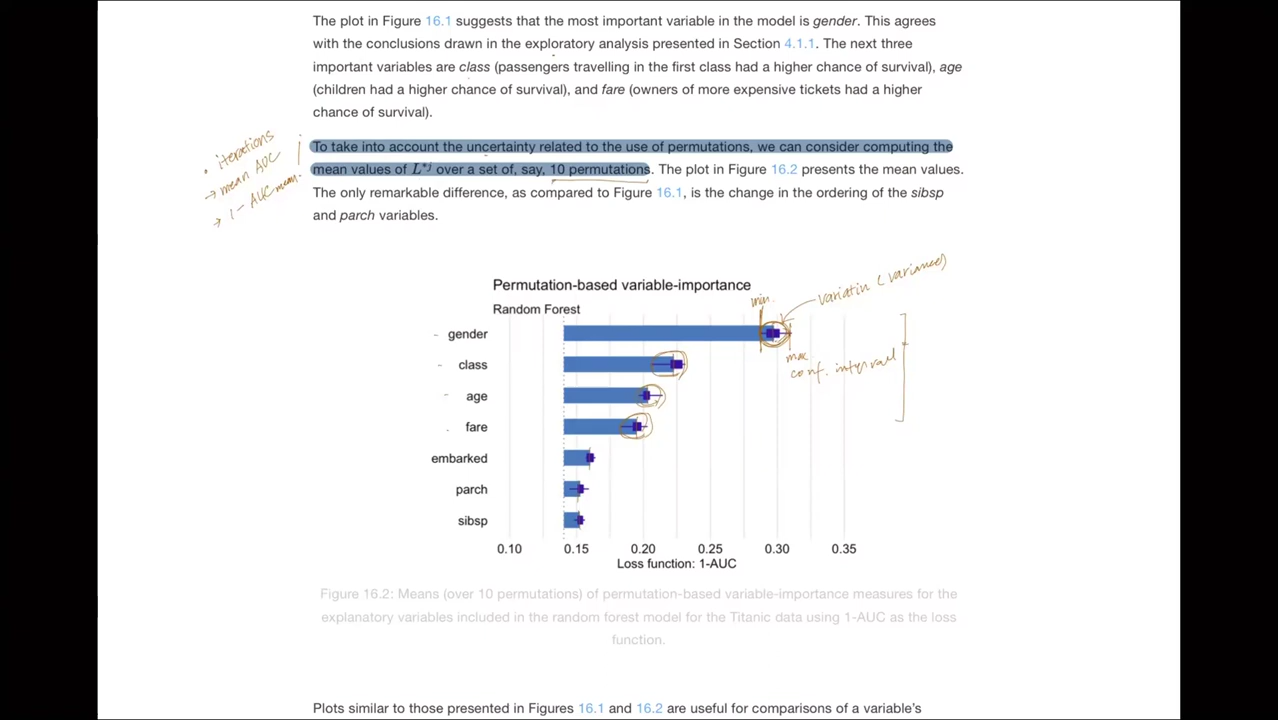 The plot in Figure 16.1 suggests that the most important variable in the model is gender. This agrees
with the conclusions drawn in the exploratory analysis presented in Section 4.1.1. The next three
important variables are class (passengers travelling in the first class had a higher chance of survival), age
(children had a higher chance of survival), and fare (owners of more expensive tickets had a higher
chance of survival).
• iterations
→ mean AUC
→ 1 - AUC mean.
To take into account the uncertainty related to the use of permutations, we can consider computing the
mean values of L*j over a set of, say, 10 permutations. The plot in Figure 16.2 presents the mean values.
The only remarkable difference, as compared to Figure 16.1, is the change in the ordering of the sibsp
and parch variables.
Permutation-based variable-importance
Random Forest
min.
variatin (variance)
max
conf. interval
gender
class
age
fare
embarked
parch
sibsp
0.10 0.15 0.20 0.25 0.30 0.35
Loss function: 1-AUC
Figure 16.2: Means (over 10 permutations) of permutation-based variable-importance measures for the
explanatory variables included in the random forest model for the Titanic data using 1-AUC as the loss
function.
Plots similar to those presented in Figures 16.1 and 16.2 are useful for comparisons of a variable's